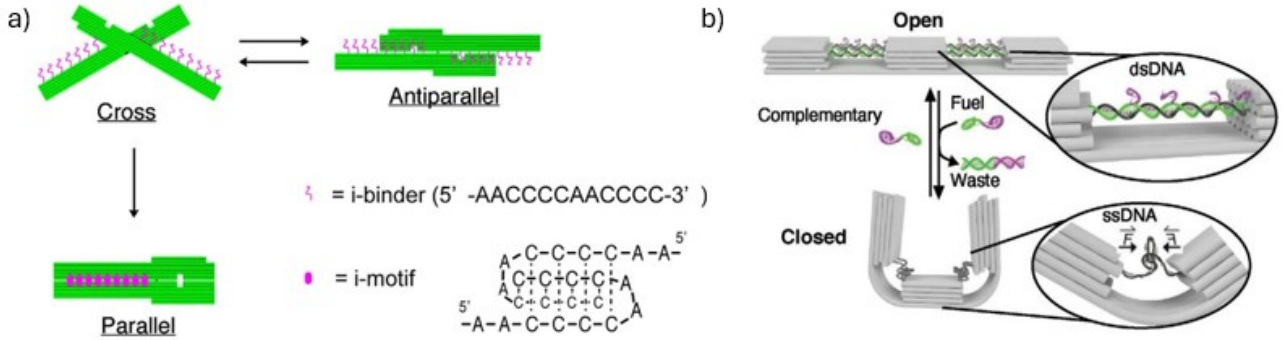 a)
Cross
Antiparallel
Parallel
= i-binder (5' -AACCCCAACCCC-3' )
= i-motif
5'
C-C-C-C-A-A-
A
C-C-C-C
A
A
C-C-C-C
A
A
5'
-A-A-C-C-C-C
A
b)
Open
dsDNA
Complementary
Fuel
Waste
Closed
ssDNA
F
F